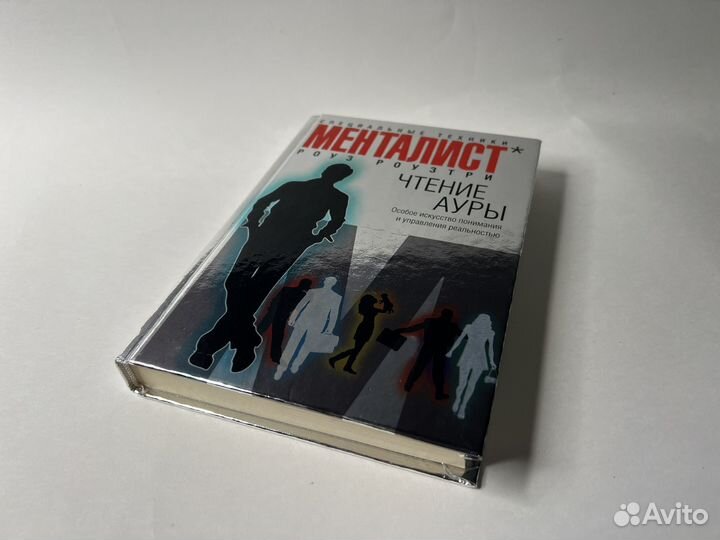 СПЕЦИАЛЬНЫЕ ТЕХНИКИ
МЕНТАЛИСТ*
РОУЗ РОУЗТРИ
ЧТЕНИЕ
АУРЫ
Особое искусство понимания
и управления реальностью
Avito